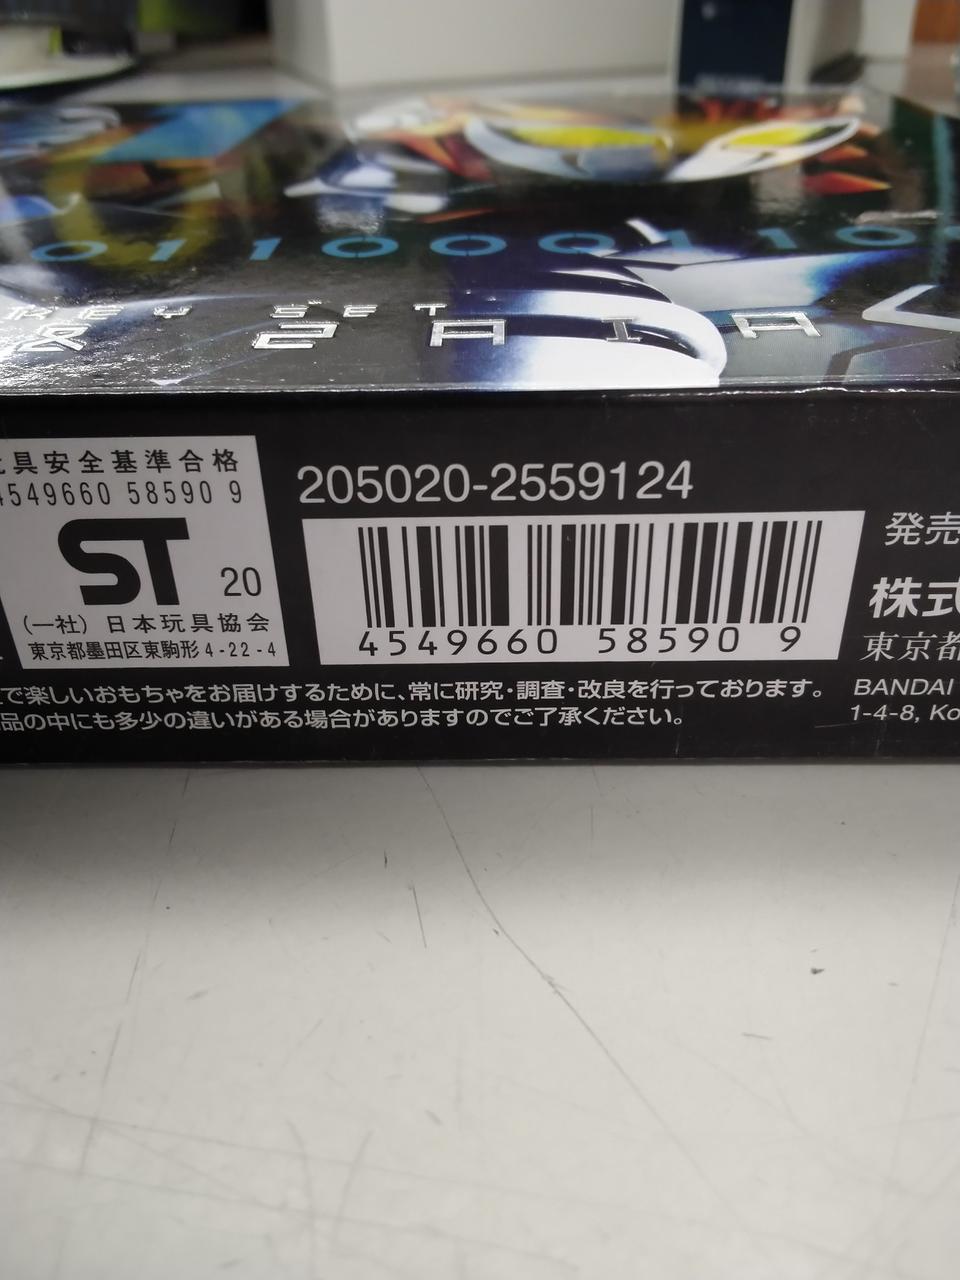 011000110
KEY SET
& ZAIA
具安全基準合格
4549660 58590 9
ST 20
(一社) 日本玩具協会
東京都墨田区東駒形4-22-4
205020-2559124
4549660 585909
発売
株式
東京都
BANDAI
1-4-8, Ko
で楽しいおもちゃをお届けするために、常に研究・調査・改良を行っております。
品の中にも多少の違いがある場合がありますのでご了承ください。